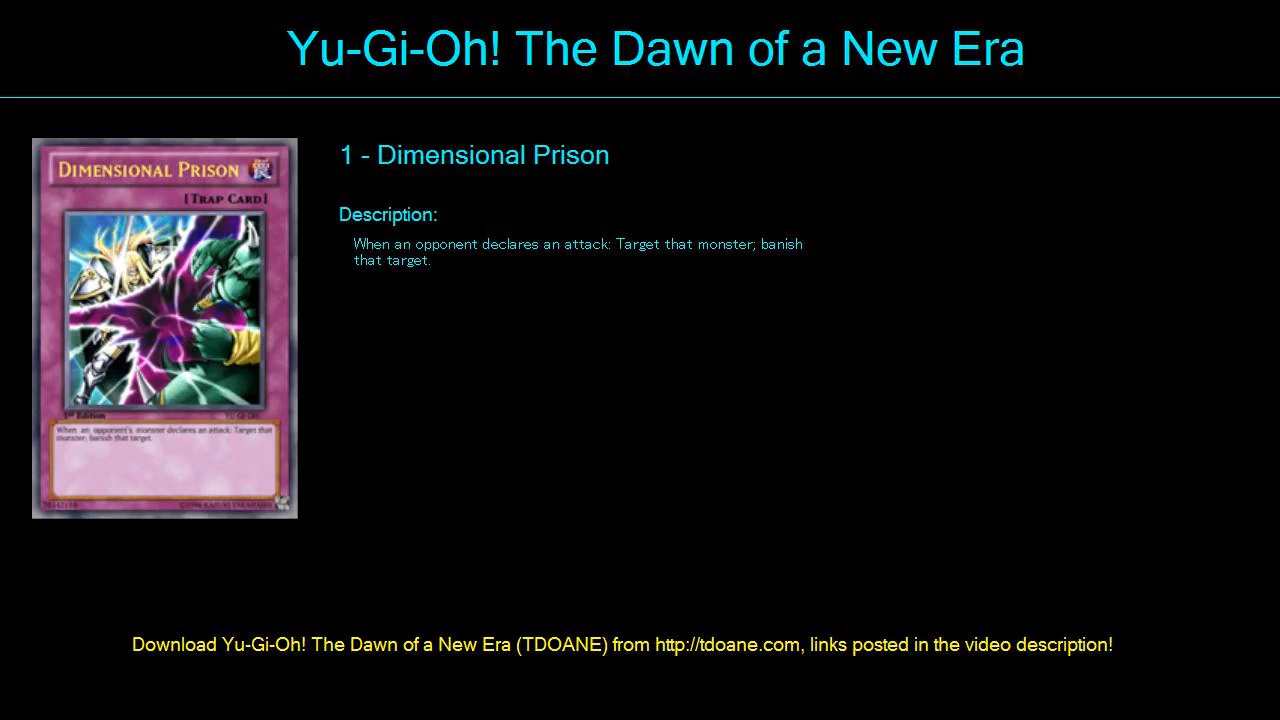 Yu-Gi-Oh! The Dawn of a New Era
DIMENSIONAL PRISON
[TRAP CARD]
1st Edition
When an opponent's monster declares an attack: Target that
monster; banish that target.
©1996 KAZUKI TAKAHASHI
1 - Dimensional Prison
Description:
When an opponent declares an attack: Target that monster; banish
that target.
Download Yu-Gi-Oh! The Dawn of a New Era (TDOANE) from http://tdoane.com, links posted in the video description!